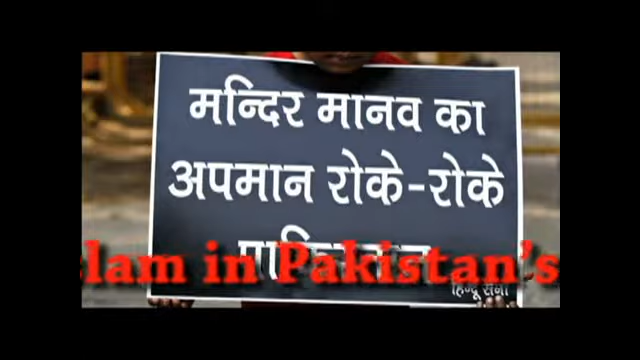 मन्दिर मानव का
अपमान रोके-रोके
slam in Pakistan's
हिन्दू सेना